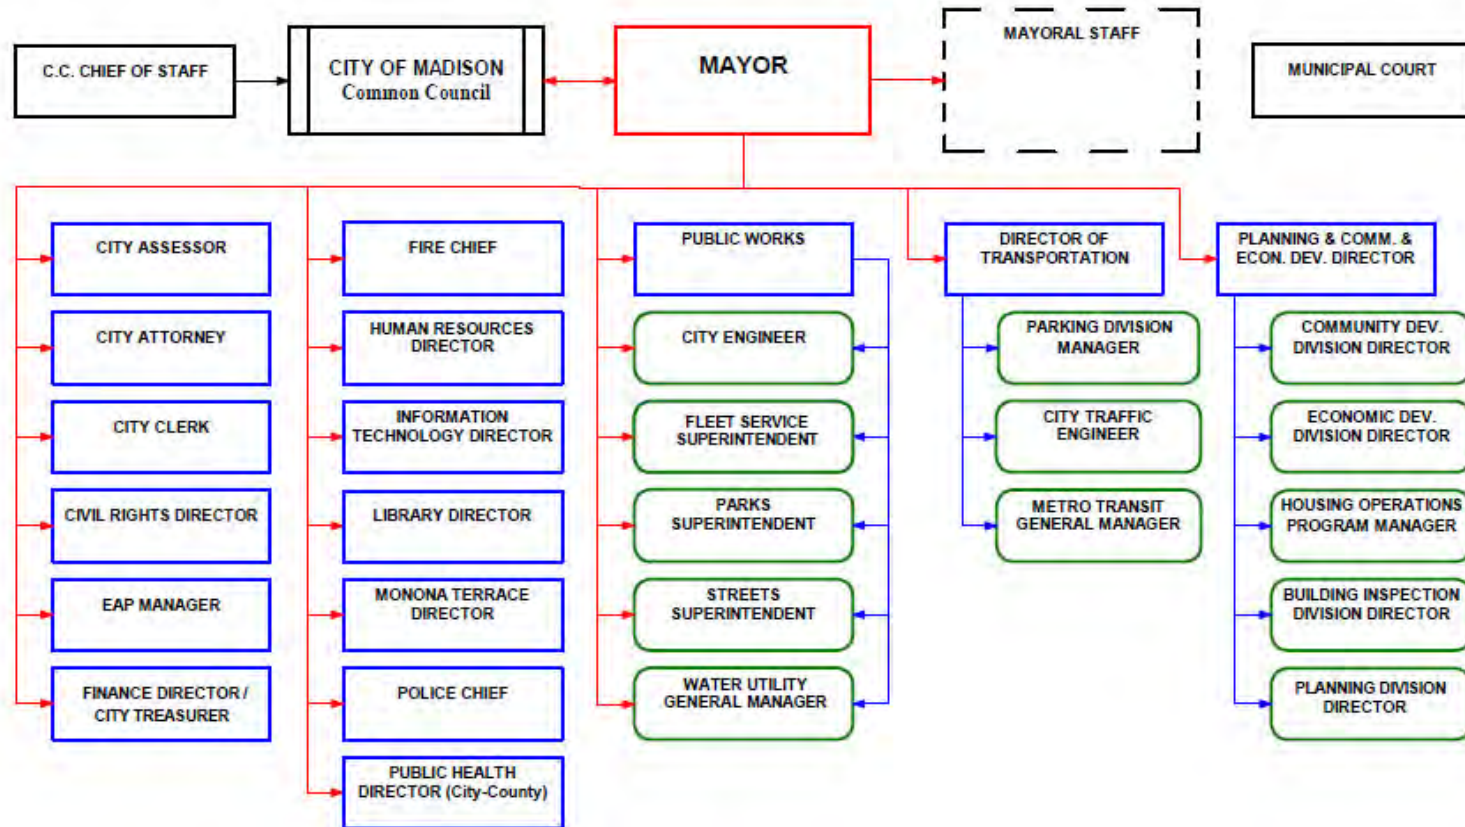 C.C. CHIEF OF STAFF
CITY OF MADISON
Common Council
MAYOR
MAYORAL STAFF
MUNICIPAL COURT
CITY ASSESSOR
CITY ATTORNEY
CITY CLERK
CIVIL RIGHTS DIRECTOR
EAP MANAGER
FINANCE DIRECTOR /
CITY TREASURER
FIRE CHIEF
HUMAN RESOURCES
DIRECTOR
INFORMATION
TECHNOLOGY DIRECTOR
LIBRARY DIRECTOR
MONONA TERRACE
DIRECTOR
POLICE CHIEF
PUBLIC HEALTH
DIRECTOR (City-County)
PUBLIC WORKS
CITY ENGINEER
FLEET SERVICE
SUPERINTENDENT
PARKS
SUPERINTENDENT
STREETS
SUPERINTENDENT
WATER UTILITY
GENERAL MANAGER
DIRECTOR OF
TRANSPORTATION
PARKING DIVISION
MANAGER
CITY TRAFFIC
ENGINEER
METRO TRANSIT
GENERAL MANAGER
PLANNING & COMM. &
ECON. DEV. DIRECTOR
COMMUNITY DEV.
DIVISION DIRECTOR
ECONOMIC DEV.
DIVISION DIRECTOR
HOUSING OPERATIONS
PROGRAM MANAGER
BUILDING INSPECTION
DIVISION DIRECTOR
PLANNING DIVISION
DIRECTOR